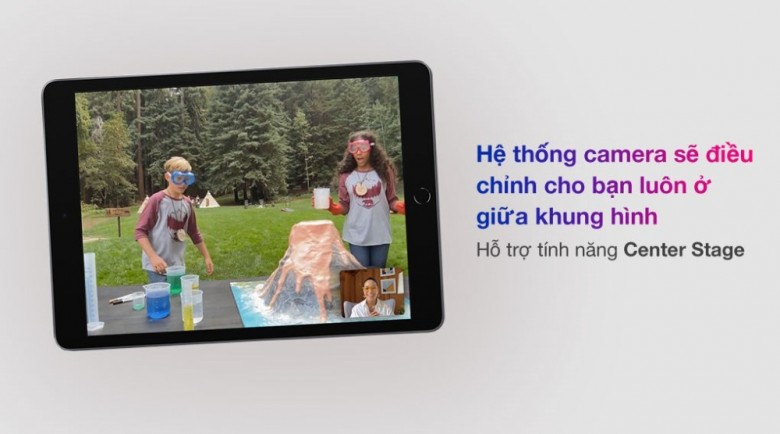 Hệ thống camera sẽ điều
chỉnh cho bạn luôn ở
giữa khung hình
Hỗ trợ tính năng Center Stage